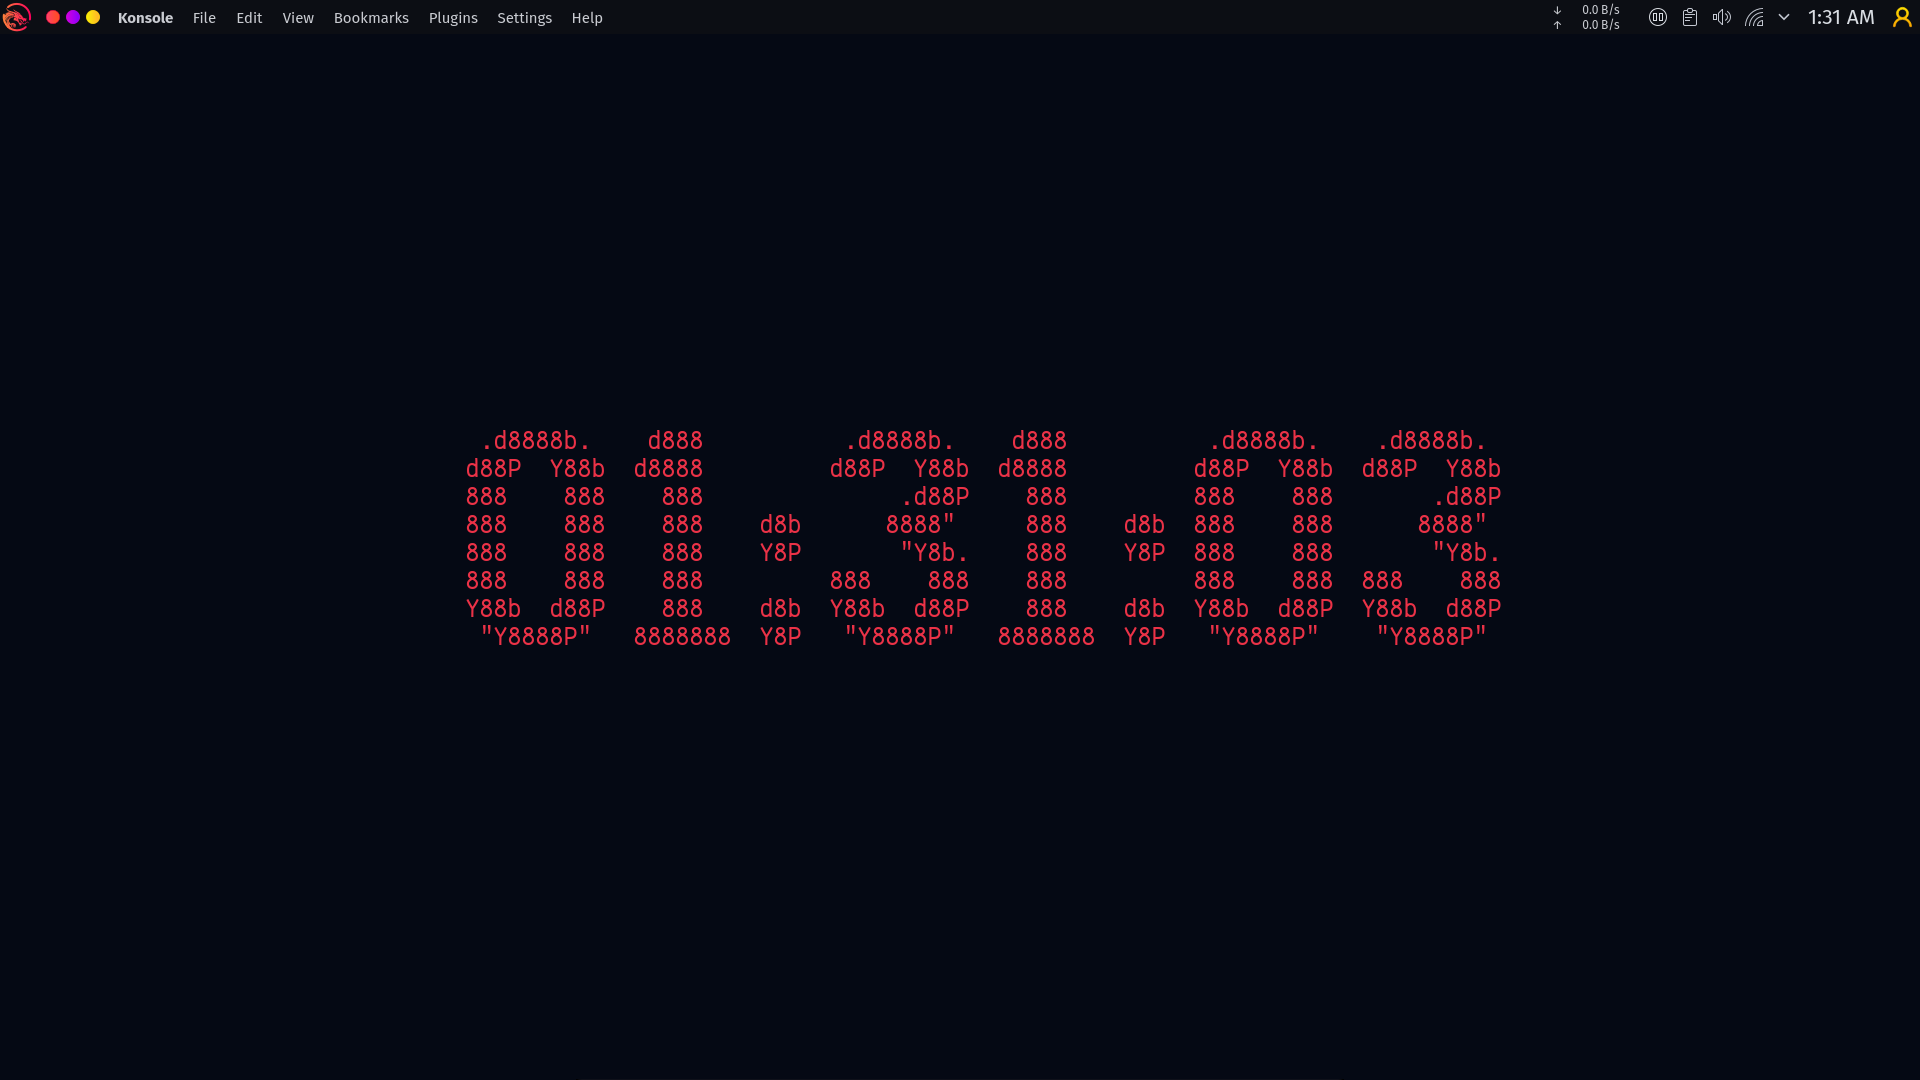 Konsole File Edit View Bookmarks Plugins Settings Help 0.0 B/s 1:31 AM
0.0 B/s
 .d8888b.    d888          .d8888b.    d888          .d8888b.    .d8888b.
d88P  Y88b  d8888         d88P  Y88b  d8888         d88P  Y88b  d88P  Y88b
888    888    888              .d88P    888         888    888       .d88P
888    888    888    d8b      8888"     888    d8b  888    888      8888"
888    888    888    Y8P       "Y8b.    888    Y8P  888    888       "Y8b.
888    888    888         888    888    888         888    888  888    888
Y88b  d88P    888    d8b  Y88b  d88P    888    d8b  Y88b  d88P  Y88b  d88P
 "Y8888P"   8888888  Y8P   "Y8888P"   8888888  Y8P   "Y8888P"    "Y8888P"